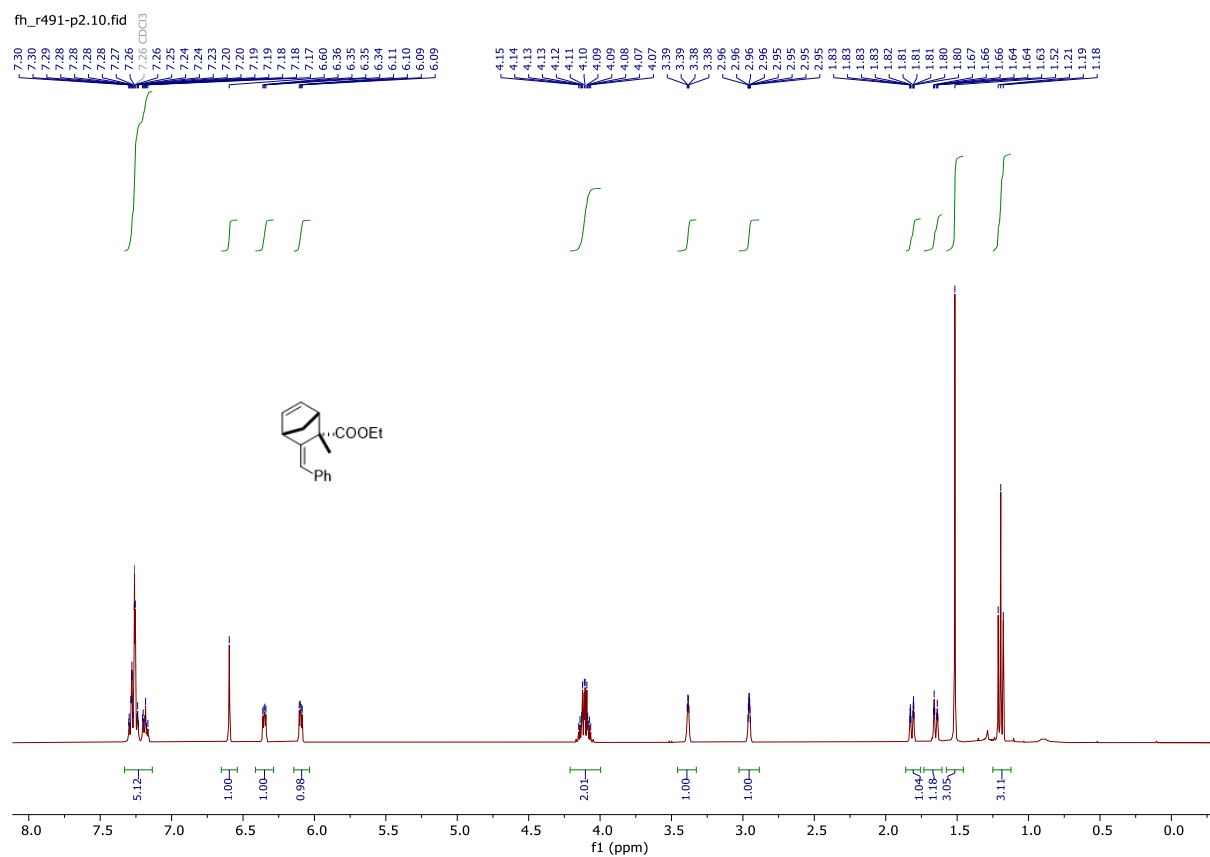 fh_r491-p2.10.fid
7.30 7.30 7.29 7.28 7.28 7.28 7.28 7.27 7.26 7.26 CDCl3 7.26 7.25 7.24 7.24 7.23 7.20 7.20 7.19 7.19 7.18 7.18 7.17 6.60 6.36 6.35 6.35 6.34 6.11 6.10 6.09 6.09
4.15 4.14 4.13 4.13 4.12 4.11 4.10 4.09 4.09 4.08 4.07 4.07 3.39 3.39 3.38 3.38 2.96 2.96 2.96 2.96 2.95 2.95 2.95 2.95 1.83 1.83 1.83 1.83 1.82 1.81 1.81 1.81 1.80 1.80 1.67 1.66 1.66 1.64 1.64 1.63 1.52 1.21 1.19 1.18
COOEt
Ph
5.12 1.00 1.00 0.98 2.01 1.00 1.00 1.04 1.18 3.05 3.11
8.0 7.5 7.0 6.5 6.0 5.5 5.0 4.5 4.0 3.5 3.0 2.5 2.0 1.5 1.0 0.5 0.0
f1 (ppm)